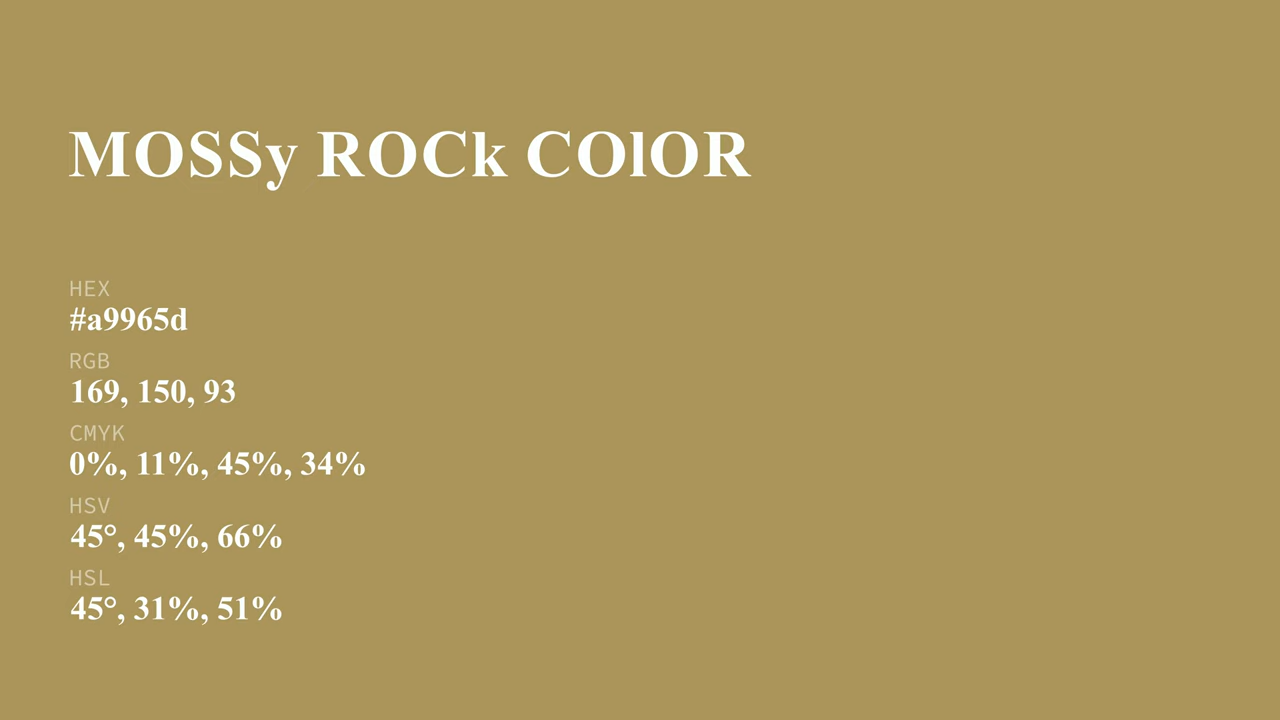 MOSSy ROCk COlOR
HEX
#a9965d
RGB
169, 150, 93
CMYK
0%, 11%, 45%, 34%
HSV
45°, 45%, 66%
HSL
45°, 31%, 51%